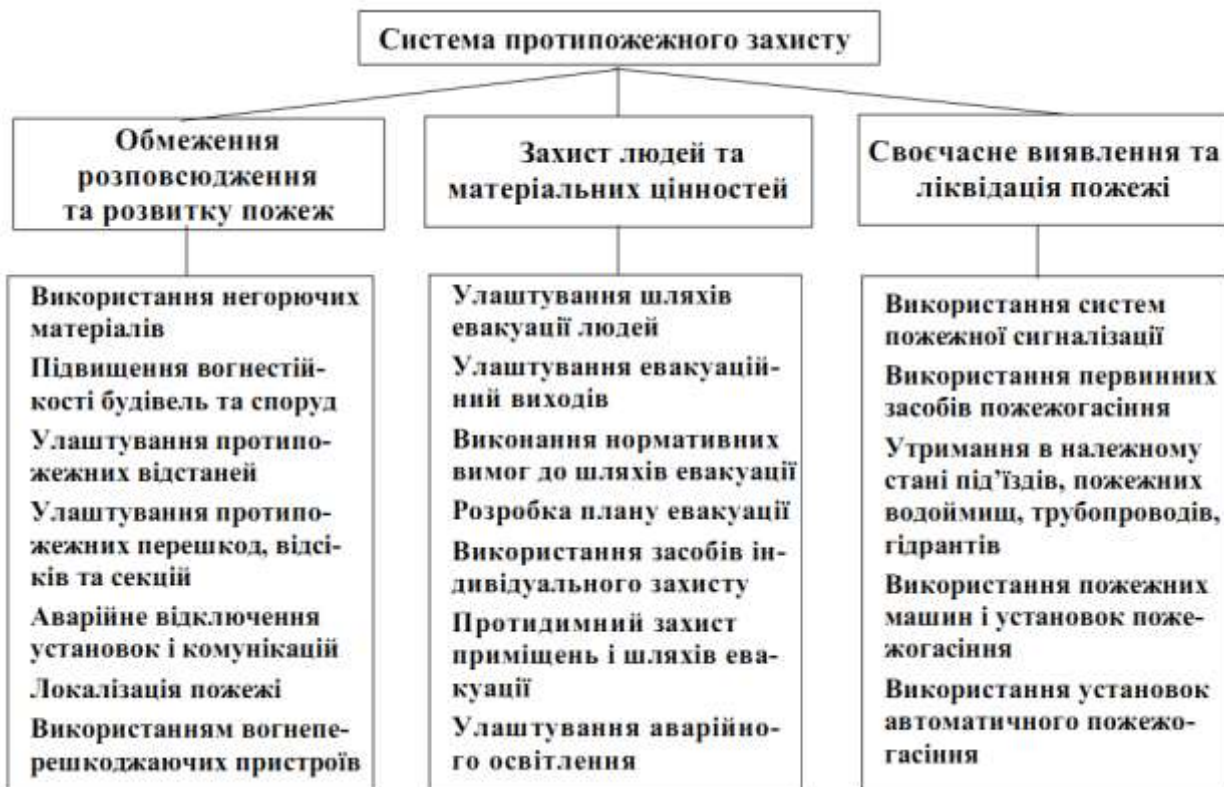 Система протипожежного захисту
Обмеження
розповсюдження
та розвитку пожеж
Захист людей та
матеріальних цінностей
Своєчасне виявлення та
ліквідація пожежі
Використання негорючих
матеріалів
Підвищення вогнестій-
кості будівель та споруд
Улаштування протипо-
жежних відстаней
Улаштування протипо-
жежних перешкод, відсі-
ків та секцій
Аварійне відключення
установок і комунікацій
Локалізація пожежі
Використанням вогнепе-
решкоджаючих пристроїв
Улаштування шляхів
евакуації людей
Улаштування евакуацій-
ний виходів
Виконання нормативних
вимог до шляхів евакуації
Розробка плану евакуації
Використання засобів ін-
дивідуального захисту
Протидимний захист
приміщень і шляхів ева-
куації
Улаштування аварійно-
го освітлення
Використання систем
пожежної сигналізації
Використання первинних
засобів пожежогасіння
Утримання в належному
стані під’їздів, пожежних
водоймищ, трубопроводів,
гідрантів
Використання пожежних
машин і установок поже-
жогасіння
Використання установок
автоматичного пожежо-
гасіння